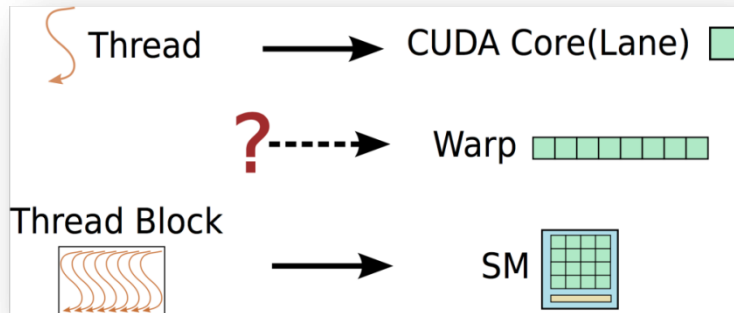 Thread
CUDA Core(Lane)
?
Warp
Thread Block
SM